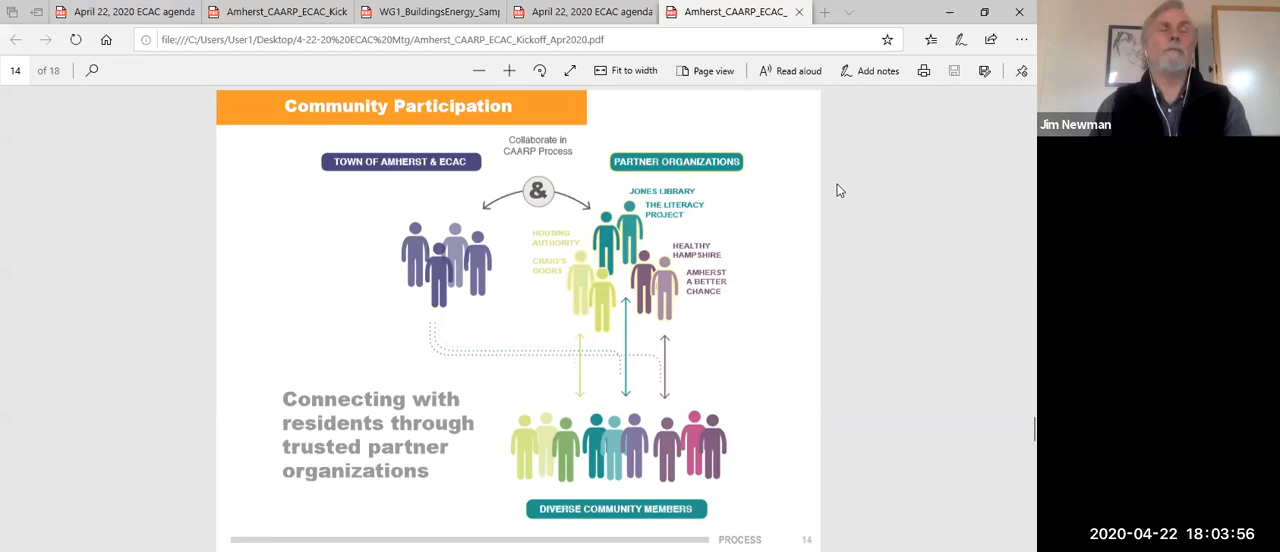 April 22, 2020 ECAC agenda
Amherst_CAARP_ECAC_Kick
WG1_BuildingsEnergy_Samp
April 22, 2020 ECAC agenda
Amherst_CAARP_ECAC_
file:///C:/Users/User1/Desktop/4-22-20%20ECAC%20Mtg/Amherst_CAARP_ECAC_Kickoff_Apr2020.pdf
14 of 18
Fit to width
Page view
Read aloud
Add notes
Jim Newman
Community Participation
Collaborate in
CAARP Process
TOWN OF AMHERST & ECAC
PARTNER ORGANIZATIONS
&
JONES LIBRARY
THE LITERACY
PROJECT
HOUSING
AUTHORITY
CRAIG'S
DOORS
HEALTHY
HAMPSHIRE
AMHERST
A BETTER
CHANCE
Connecting with
residents through
trusted partner
organizations
DIVERSE COMMUNITY MEMBERS
PROCESS 14
2020-04-22 18:03:56